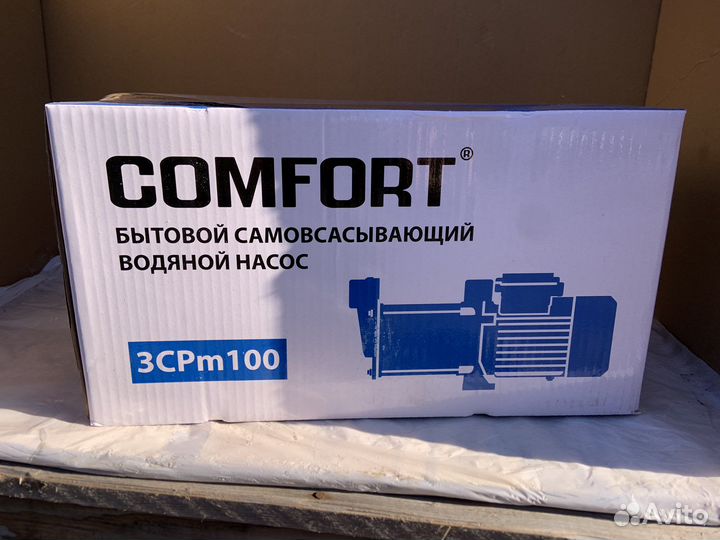 COMFORT®
БЫТОВОЙ САМОВСАСЫВАЮЩИЙ
ВОДЯНОЙ НАСОС
3CPm100
Avito